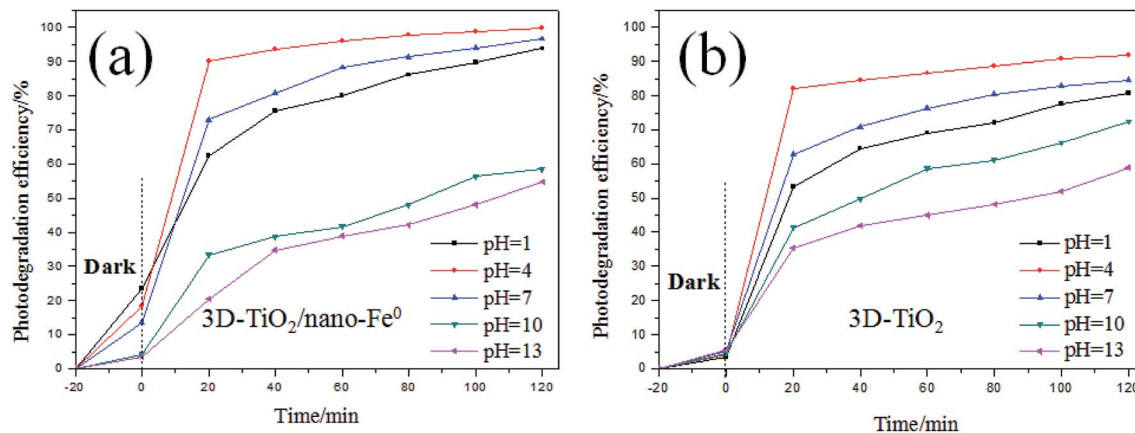 (a)
Photodegradation efficiency/%
100
90
80
70
60
50
40
30
20
10
0
Dark
pH=1
pH=4
pH=7
pH=10
pH=13
3D-TiO₂/nano-Fe⁰
-20 0 20 40 60 80 100 120
Time/min
(b)
Photodegradation efficiency/%
100
90
80
70
60
50
40
30
20
10
0
Dark
pH=1
pH=4
pH=7
pH=10
pH=13
3D-TiO₂
-20 0 20 40 60 80 100 120
Time/min